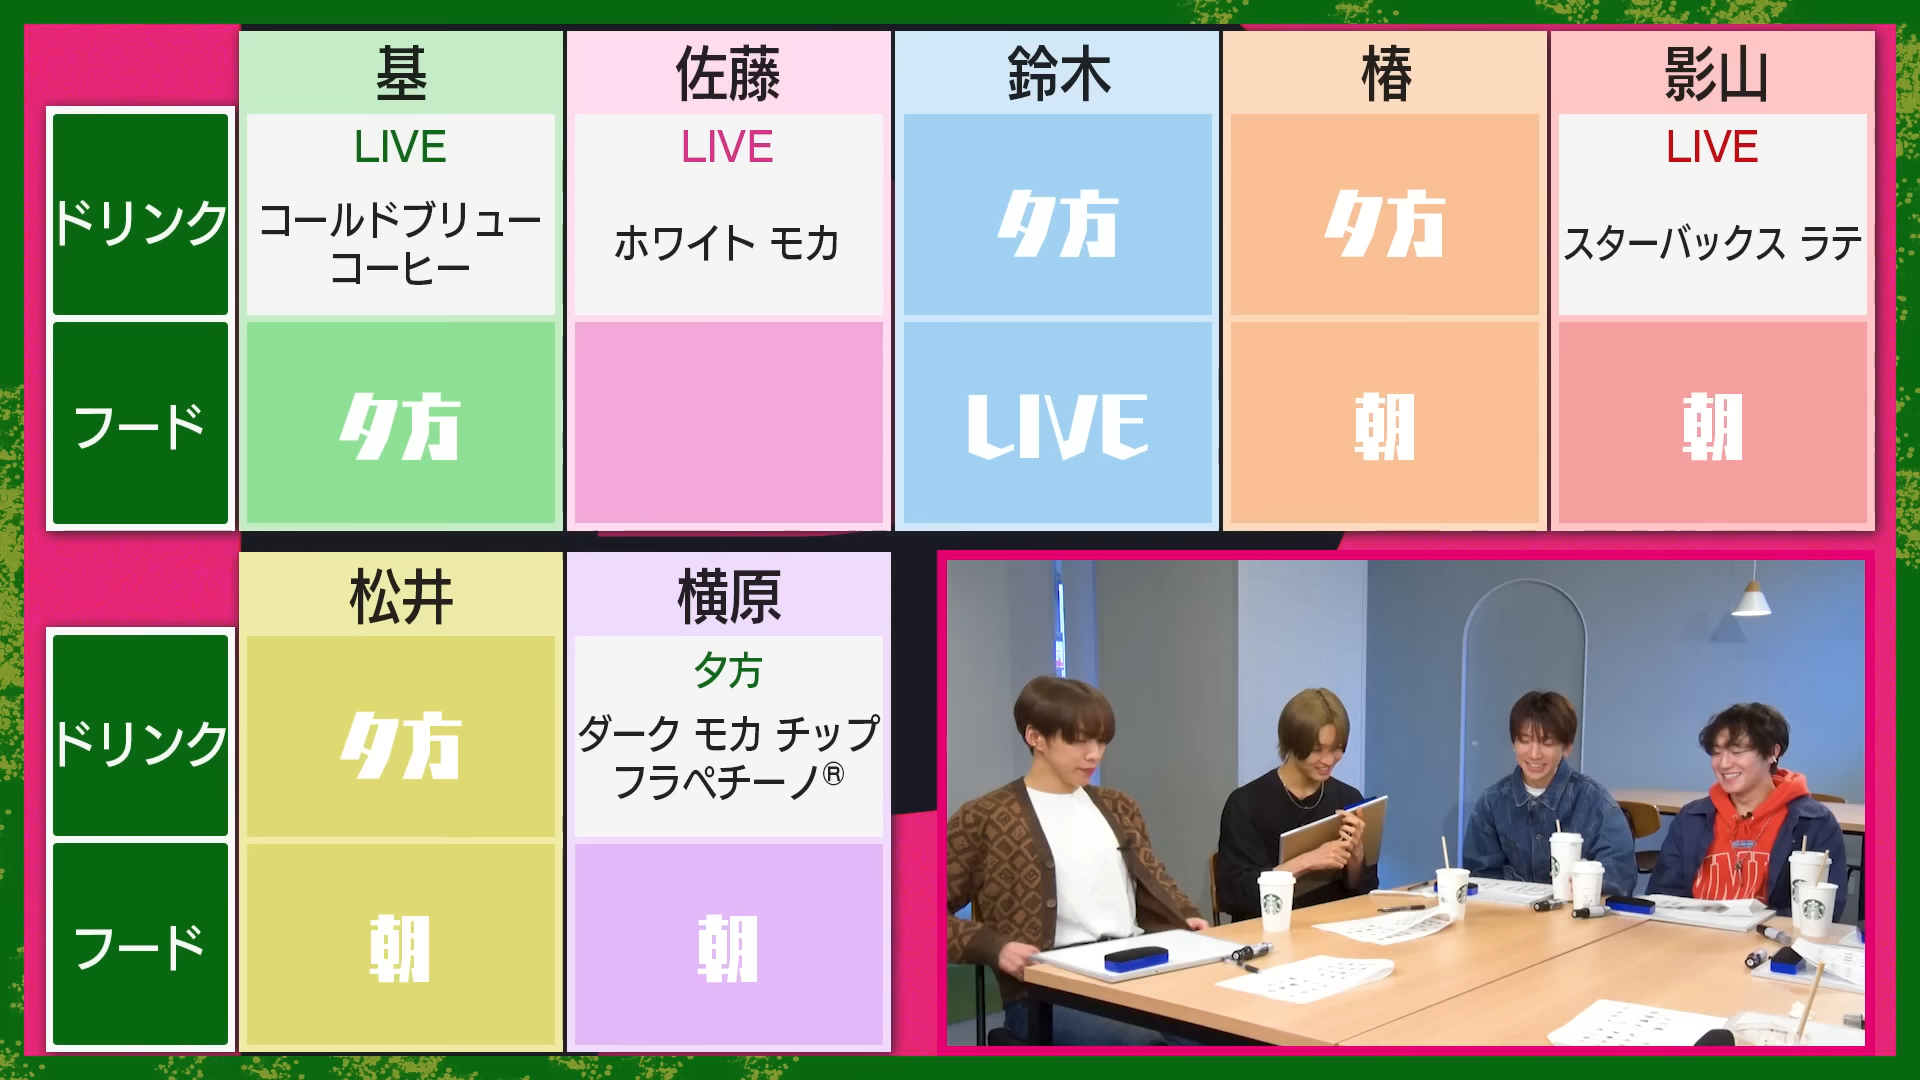 基
佐藤
鈴木
椿
影山
ドリンク
LIVE
コールドブリュー
コーヒー
LIVE
ホワイト モカ
夕方
夕方
LIVE
スターバックス ラテ
フード
夕方
LIVE
朝
朝
松井
横原
ドリンク
夕方
夕方
ダーク モカ チップ
フラペチーノ®
フード
朝
朝